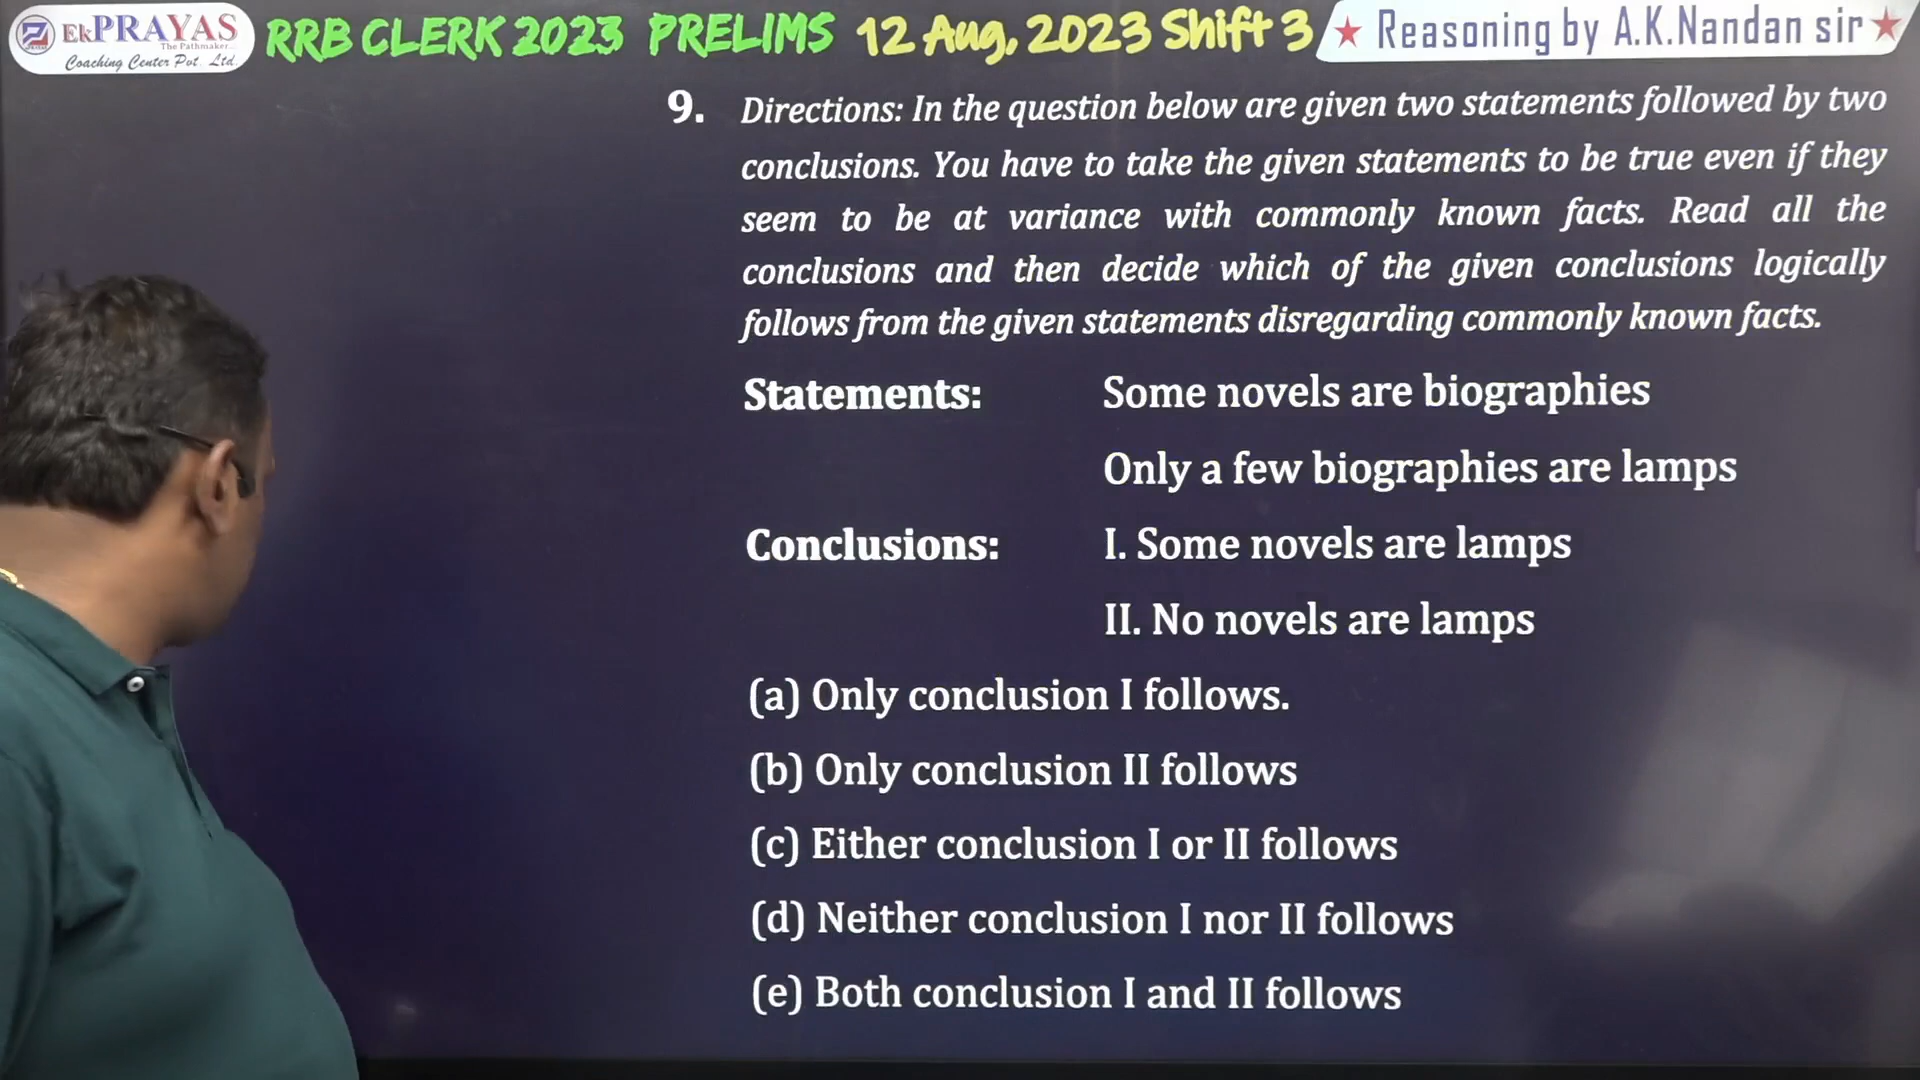 EkPRAYAS
The Pathmaker...
Coaching Center Pvt. Ltd.
RRB CLERK 2023 PRELIMS 12 Aug, 2023 Shift 3
Reasoning by A.K.Nandan sir
9. Directions: In the question below are given two statements followed by two
conclusions. You have to take the given statements to be true even if they
seem to be at variance with commonly known facts. Read all the
conclusions and then decide which of the given conclusions logically
follows from the given statements disregarding commonly known facts.
Statements: Some novels are biographies
Only a few biographies are lamps
Conclusions: I. Some novels are lamps
II. No novels are lamps
(a) Only conclusion I follows.
(b) Only conclusion II follows
(c) Either conclusion I or II follows
(d) Neither conclusion I nor II follows
(e) Both conclusion I and II follows